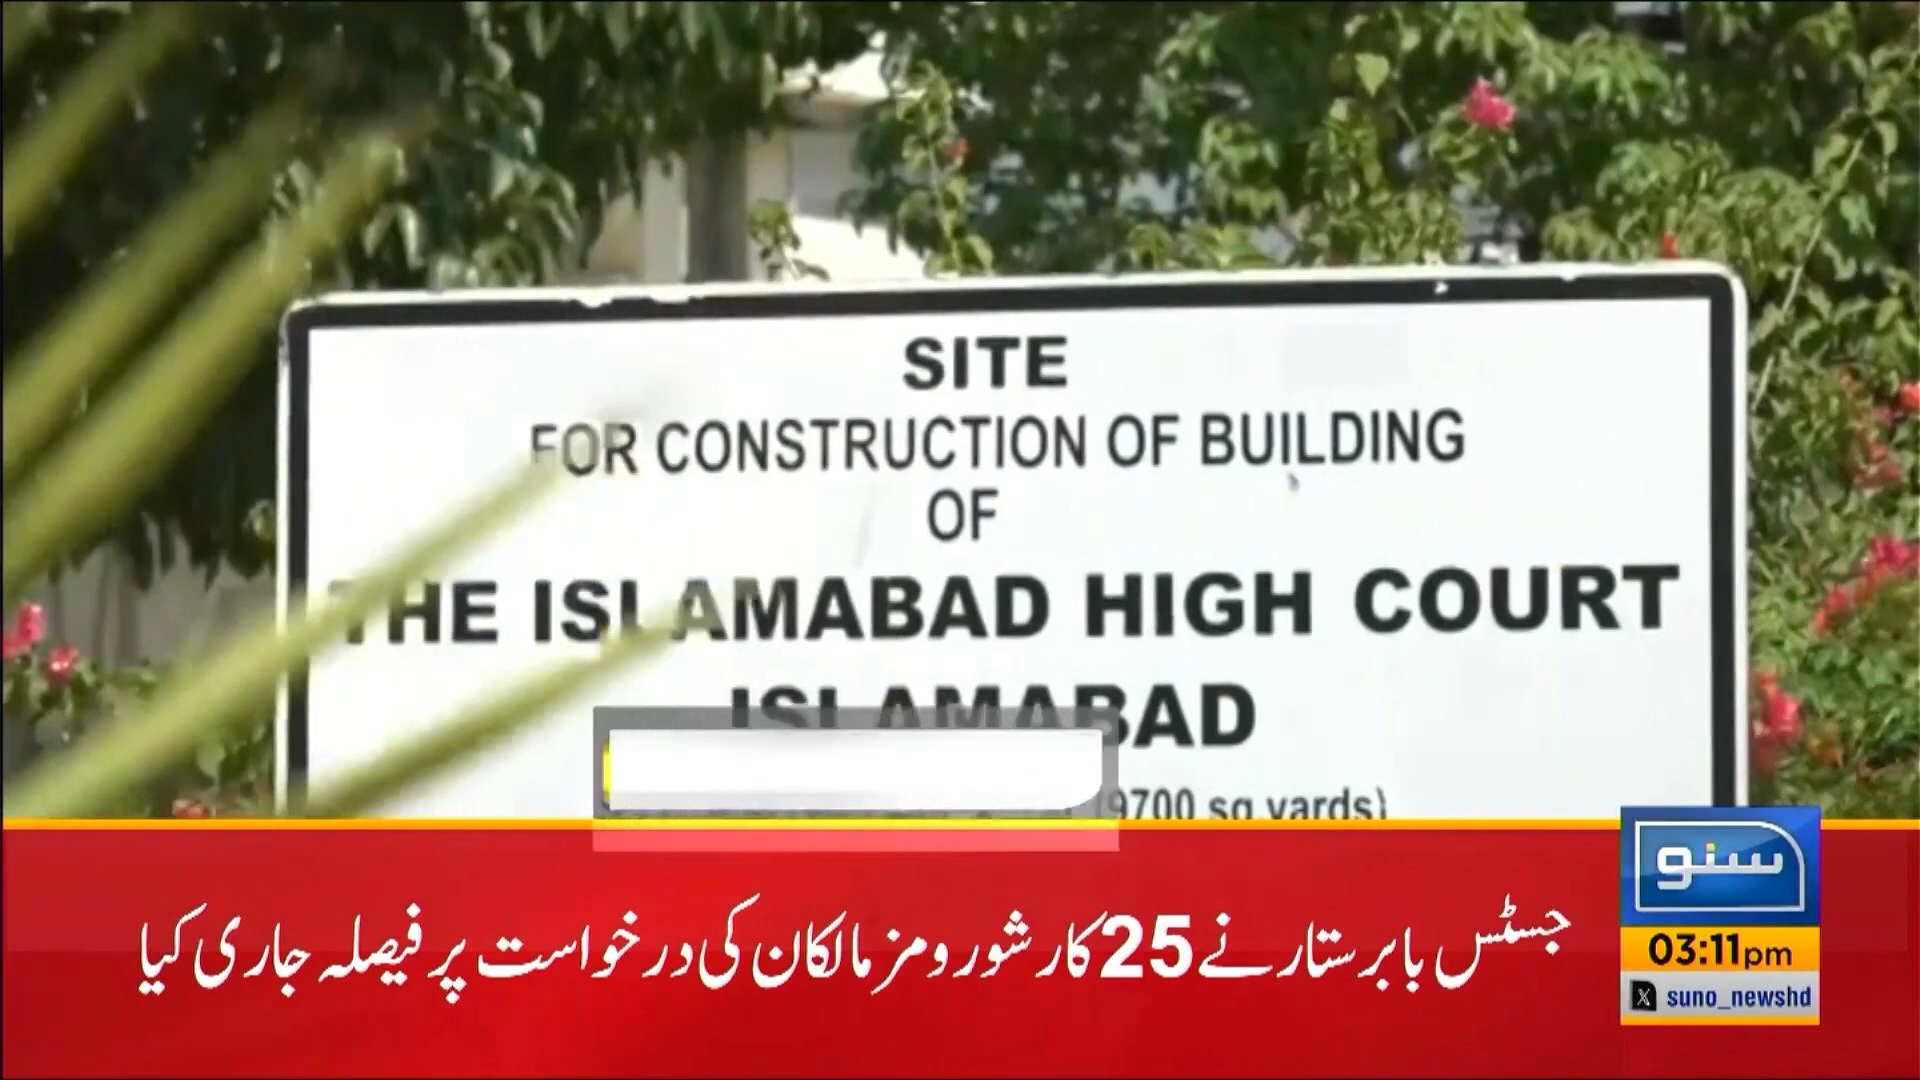 SITE
FOR CONSTRUCTION OF BUILDING
OF
THE ISLAMABAD HIGH COURT
ISLAMABAD
(9700 sq.yards)
جسٹس بابر ستار نے 25 کار شورومز مالکان کی درخواست پر فیصلہ جاری کیا
سنو
03:11pm
X suno_newshd